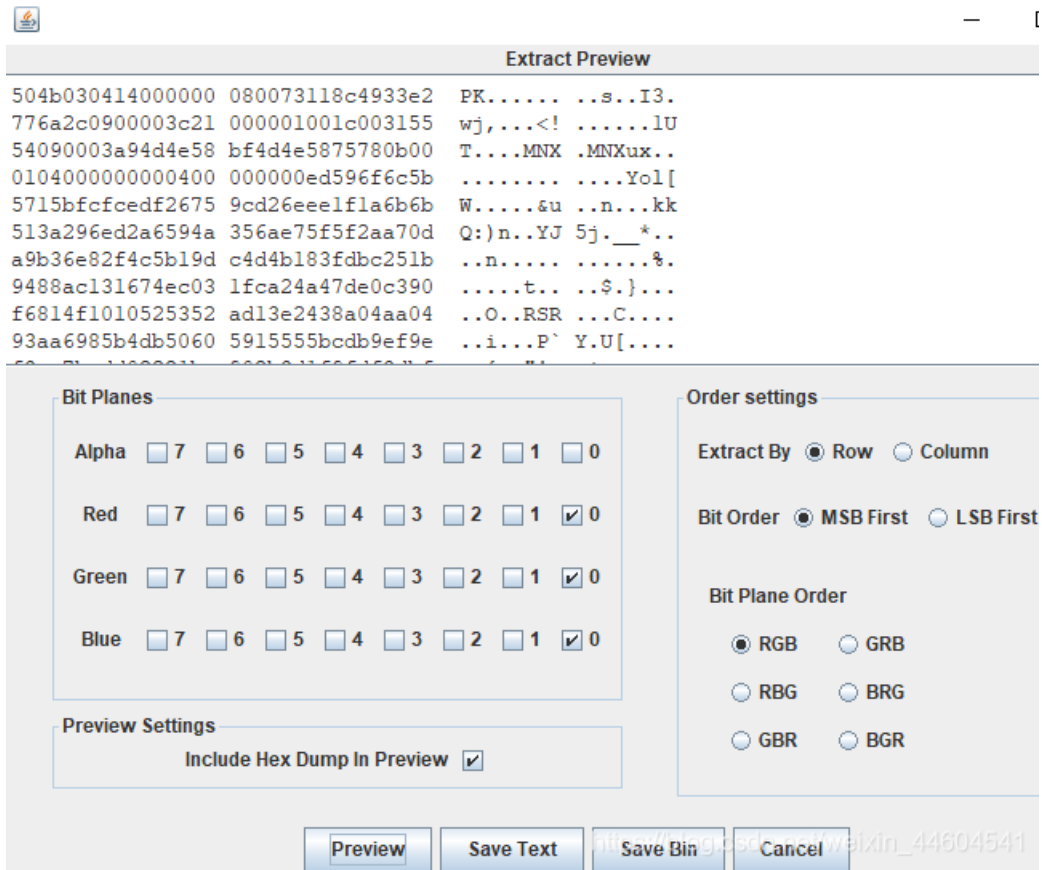 Extract Preview
504b030414000000 080073118c4933e2 PK...... ..s..I3.
776a2c0900003c21 000001001c003155 wj,...<! ......1U
54090003a94d4e58 bf4d4e5875780b00 T....MNX .MNXux..
0104000000000400 000000ed596f6c5b ........ ....Yol[
5715bfcfcedf2675 9cd26eee1f1a6b6b W.....&u ..n...kk
513a296ed2a6594a 356ae75f5f2aa70d Q:)n..YJ 5j.__*..
a9b36e82f4c5b19d c4d4b183fdbc251b ..n..... ......%.
9488ac131674ec03 1fca24a47de0c390 .....t.. ..$.}...
f6814f1010525352 ad13e2438a04aa04 ..O..RSR ...C....
93aa6985b4db5060 5915555bcdb9ef9e ..i...P` Y.U[....
Bit Planes
Alpha 7 6 5 4 3 2 1 0
Red 7 6 5 4 3 2 1 0
Green 7 6 5 4 3 2 1 0
Blue 7 6 5 4 3 2 1 0
Preview Settings
Include Hex Dump In Preview
Order settings
Extract By Row Column
Bit Order MSB First LSB First
Bit Plane Order
RGB GRB
RBG BRG
GBR BGR
Preview Save Text Save Bin Cancel
https://blog.csdn.net/weixin_44604541